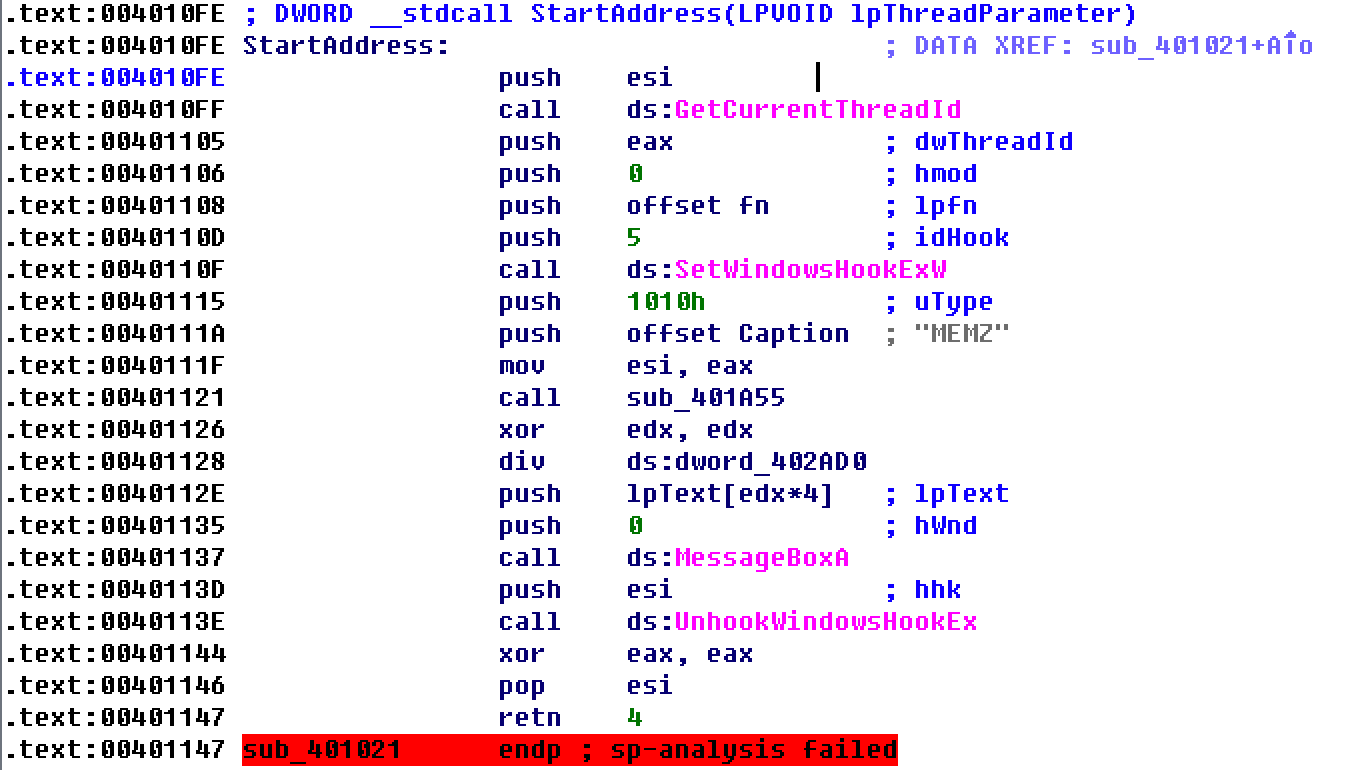 .text:004010FE ; DWORD __stdcall StartAddress(LPVOID lpThreadParameter)
.text:004010FE StartAddress: ; DATA XREF: sub_401021+A↑o
.text:004010FE push esi
.text:004010FF call ds:GetCurrentThreadId
.text:00401105 push eax ; dwThreadId
.text:00401106 push 0 ; hmod
.text:00401108 push offset fn ; lpfn
.text:0040110D push 5 ; idHook
.text:0040110F call ds:SetWindowsHookExW
.text:00401115 push 1010h ; uType
.text:0040111A push offset Caption ; "MEMZ"
.text:0040111F mov esi, eax
.text:00401121 call sub_401A55
.text:00401126 xor edx, edx
.text:00401128 div ds:dword_402AD0
.text:0040112E push lpText[edx*4] ; lpText
.text:00401135 push 0 ; hWnd
.text:00401137 call ds:MessageBoxA
.text:0040113D push esi ; hhk
.text:0040113E call ds:UnhookWindowsHookEx
.text:00401144 xor eax, eax
.text:00401146 pop esi
.text:00401147 retn 4
.text:00401147 sub_401021 endp ; sp-analysis failed